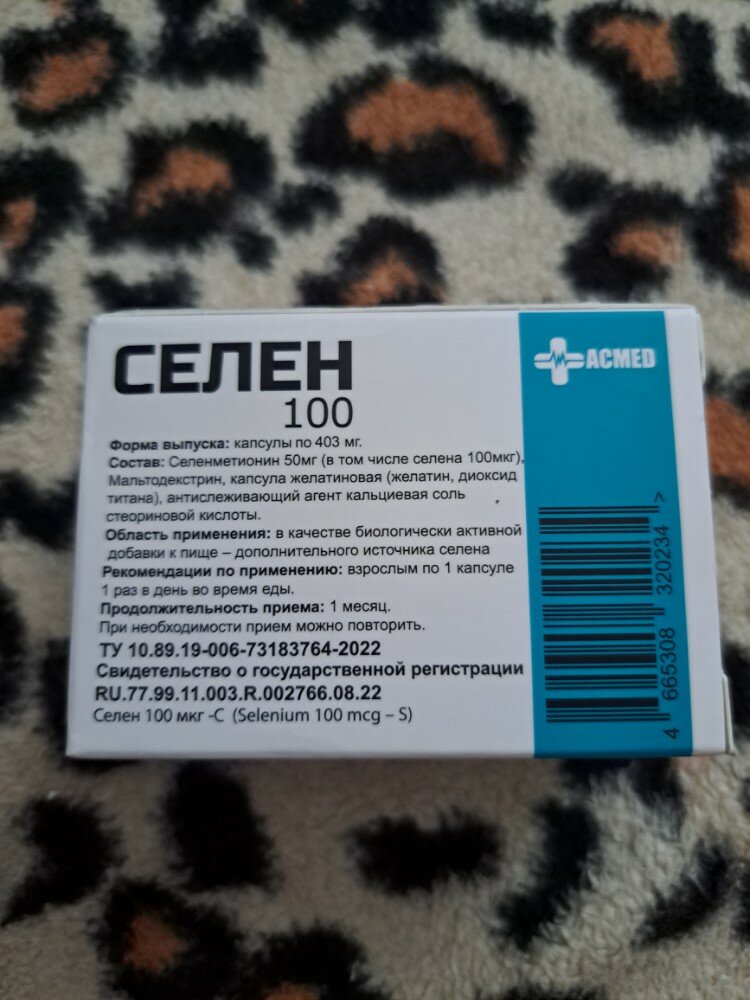 СЕЛЕН
100
Форма выпуска: капсулы по 403 мг.
Состав: Селенметионин 50мг (в том числе селена 100мкг),
Мальтодекстрин, капсула желатиновая (желатин, диоксид
титана), антислеживающий агент кальциевая соль
стеориновой кислоты.
Область применения: в качестве биологически активной
добавки к пище – дополнительного источника селена
Рекомендации по применению: взрослым по 1 капсуле
1 раз в день во время еды.
Продолжительность приема: 1 месяц.
При необходимости прием можно повторить.
ТУ 10.89.19-006-73183764-2022
Свидетельство о государственной регистрации
RU.77.99.11.003.R.002766.08.22
Селен 100 мкг -С (Selenium 100 mcg – S)
ACMED
4 665308 320234 >